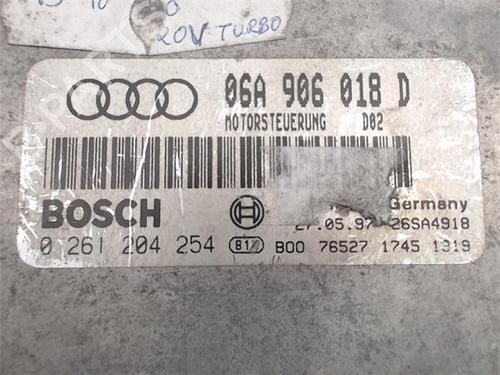 20V TURBO
06A 906 018 D
MOTORSTEUERUNG D02
BOSCH
Germany
0 261 204 254
81
27.05.97 26SA4918
B00 76527 1745 1319